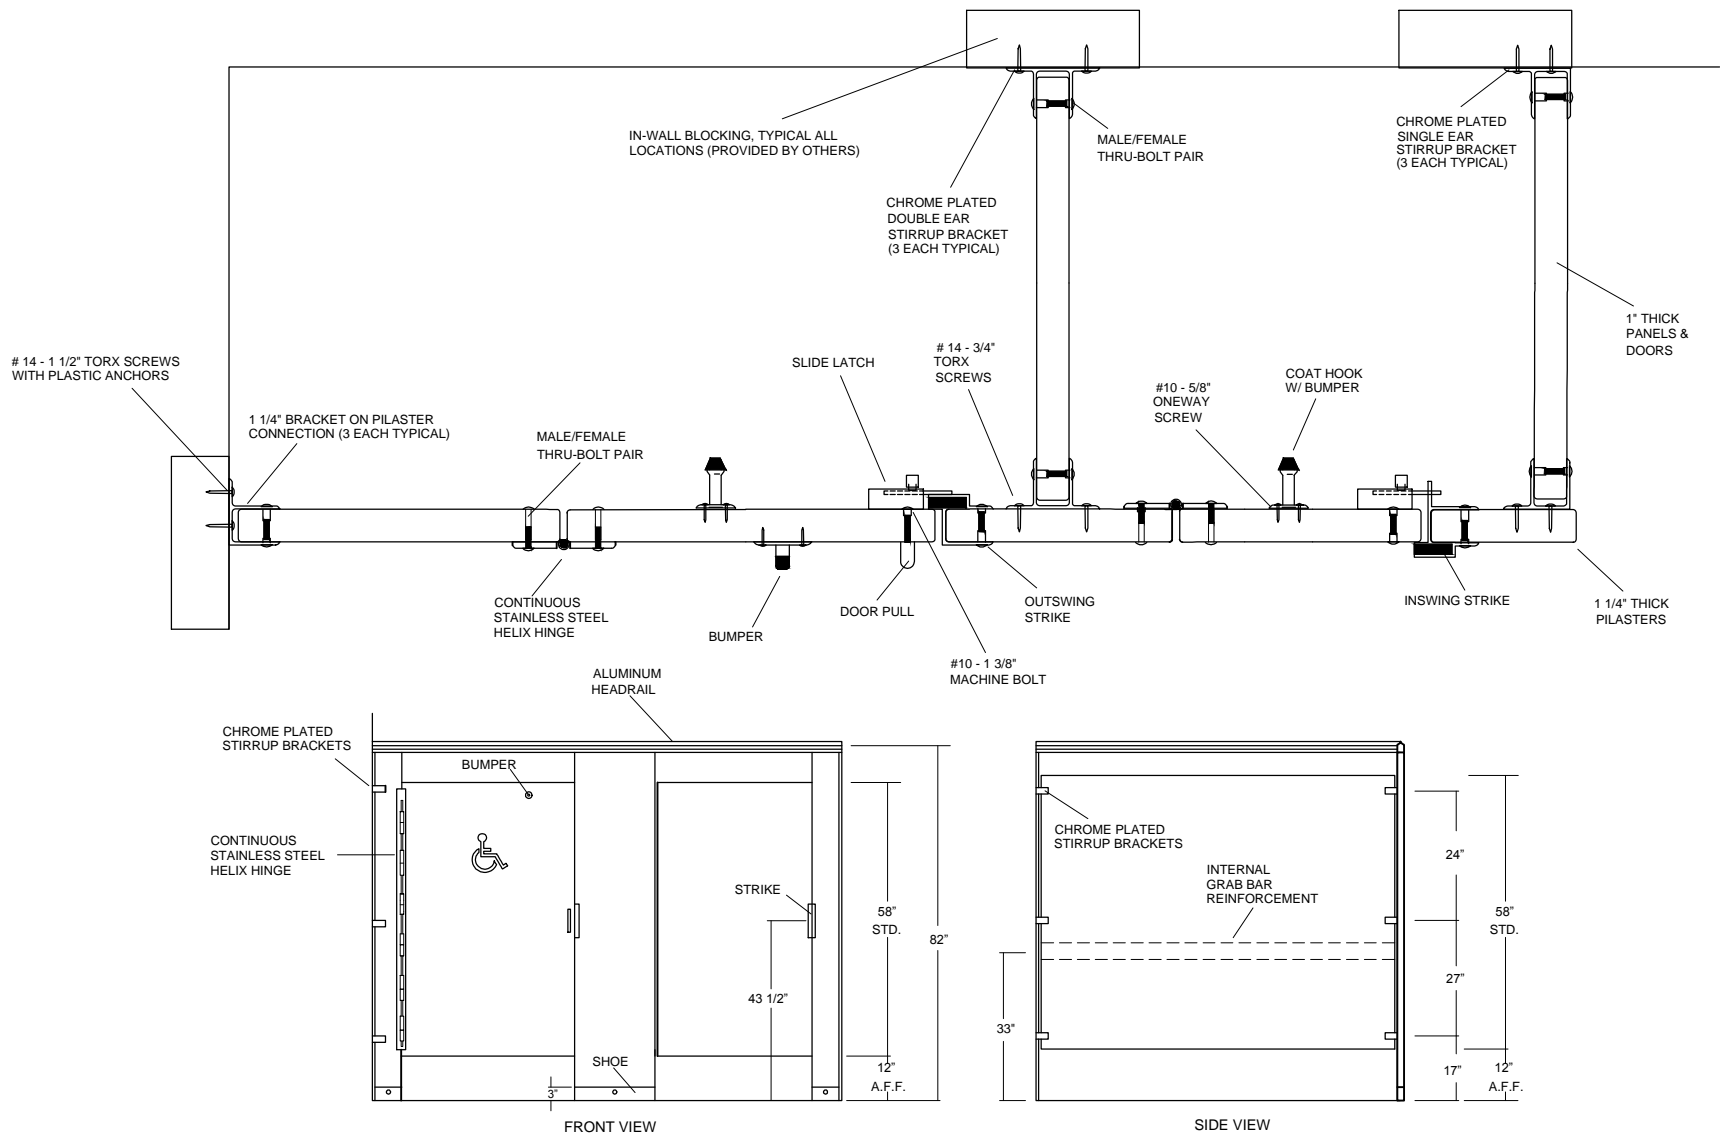 IN-WALL BLOCKING, TYPICAL ALL
LOCATIONS (PROVIDED BY OTHERS)
MALE/FEMALE
THRU-BOLT PAIR
CHROME PLATED
SINGLE EAR
STIRRUP BRACKET
(3 EACH TYPICAL)
CHROME PLATED
DOUBLE EAR
STIRRUP BRACKET
(3 EACH TYPICAL)
1" THICK
PANELS &
DOORS
# 14 - 1 1/2" TORX SCREWS
WITH PLASTIC ANCHORS
SLIDE LATCH
# 14 - 3/4"
TORX
SCREWS
#10 - 5/8"
ONEWAY
SCREW
COAT HOOK
W/ BUMPER
1 1/4" BRACKET ON PILASTER
CONNECTION (3 EACH TYPICAL)
MALE/FEMALE
THRU-BOLT PAIR
CONTINUOUS
STAINLESS STEEL
HELIX HINGE
BUMPER
DOOR PULL
OUTSWING
STRIKE
INSWING STRIKE
1 1/4" THICK
PILASTERS
#10 - 1 3/8"
MACHINE BOLT
ALUMINUM
HEADRAIL
CHROME PLATED
STIRRUP BRACKETS
BUMPER
CONTINUOUS
STAINLESS STEEL
HELIX HINGE
STRIKE
58”
STD.
82”
43 1/2”
SHOE
3”
12”
A.F.F.
FRONT VIEW
CHROME PLATED
STIRRUP BRACKETS
INTERNAL
GRAB BAR
REINFORCEMENT
24”
58”
STD.
27”
33”
17”
12”
A.F.F.
SIDE VIEW